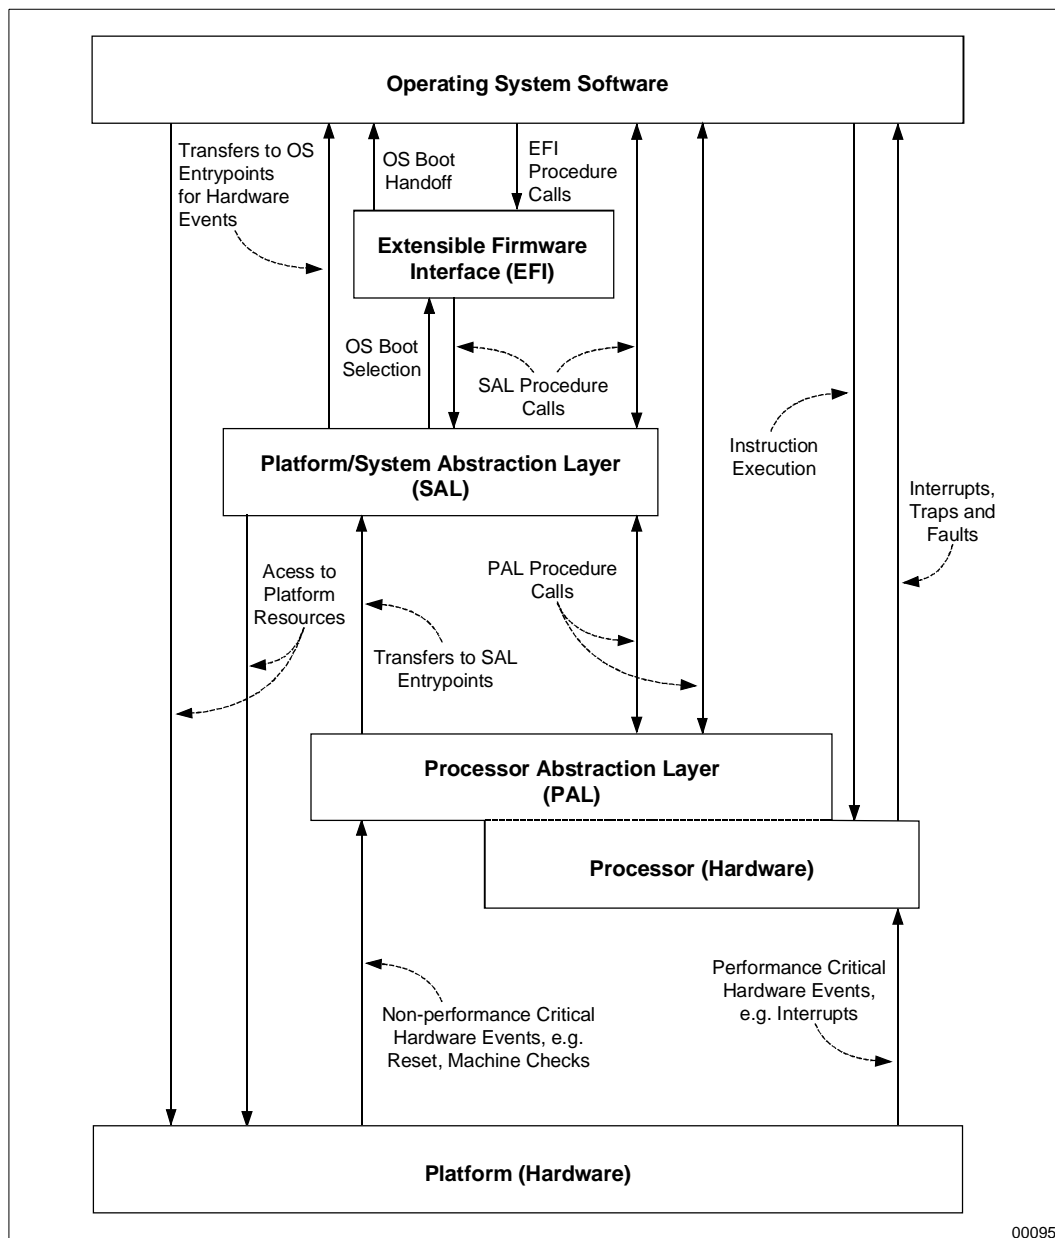 Operating System Software
Transfers to OS
Entrypoints
for Hardware
Events
OS Boot
Handoff
EFI
Procedure
Calls
Extensible Firmware
Interface (EFI)
OS Boot
Selection
SAL Procedure
Calls
Platform/System Abstraction Layer
(SAL)
Instruction
Execution
Interrupts,
Traps and
Faults
Acess to
Platform
Resources
PAL Procedure
Calls
Transfers to SAL
Entrypoints
Processor Abstraction Layer
(PAL)
Processor (Hardware)
Non-performance Critical
Hardware Events, e.g.
Reset, Machine Checks
Performance Critical
Hardware Events,
e.g. Interrupts
Platform (Hardware)
00095